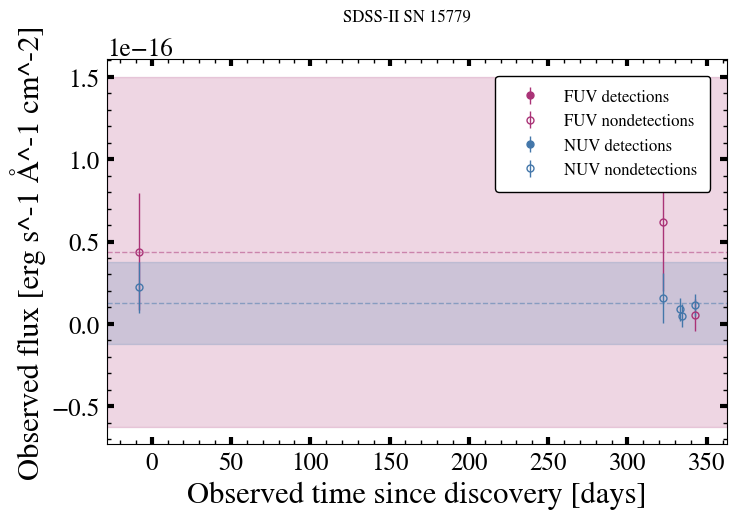 SDSS-II SN 15779
1e−16
1.5
1.0
0.5
0.0
−0.5
Observed flux [erg s^-1 Å^-1 cm^-2]
FUV detections
FUV nondetections
NUV detections
NUV nondetections
0 50 100 150 200 250 300 350
Observed time since discovery [days]